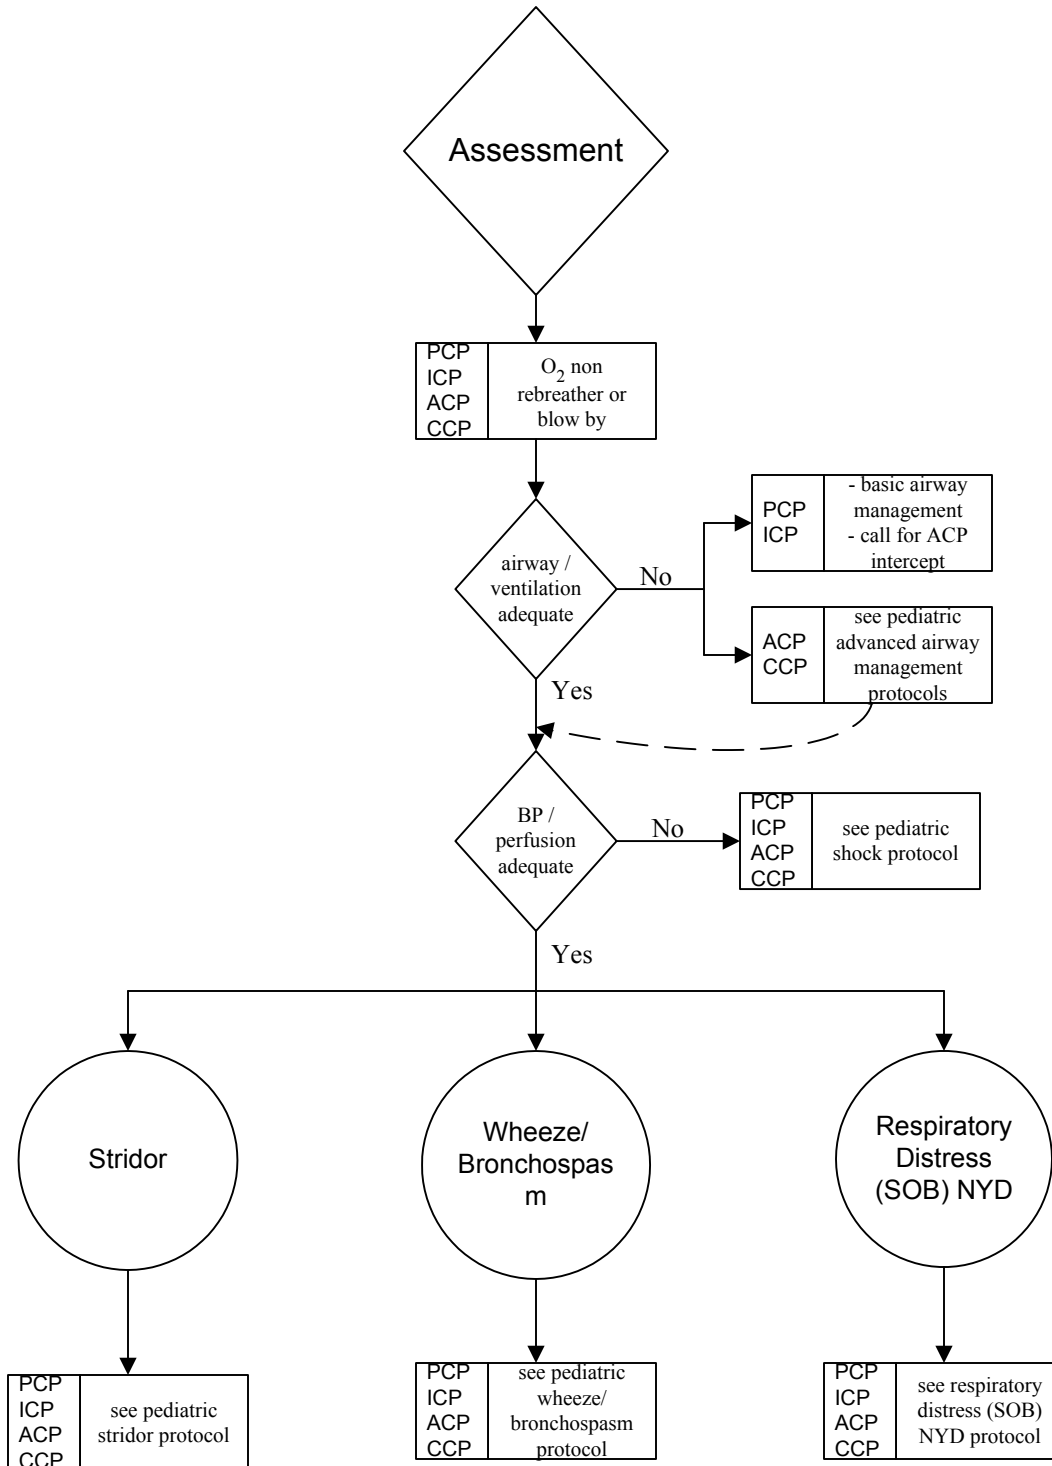 Assessment
PCP
ICP
ACP
CCP
O2 non
rebreather or
blow by
airway /
ventilation
adequate
No
PCP
ICP
- basic airway
management
- call for ACP
intercept
ACP
CCP
see pediatric
advanced airway
management
protocols
Yes
BP /
perfusion
adequate
No
PCP
ICP
ACP
CCP
see pediatric
shock protocol
Yes
Stridor
Wheeze/
Bronchospas
m
Respiratory
Distress
(SOB) NYD
PCP
ICP
ACP
CCP
see pediatric
stridor protocol
PCP
ICP
ACP
CCP
see pediatric
wheeze/
bronchospasm
protocol
PCP
ICP
ACP
CCP
see respiratory
distress (SOB)
NYD protocol